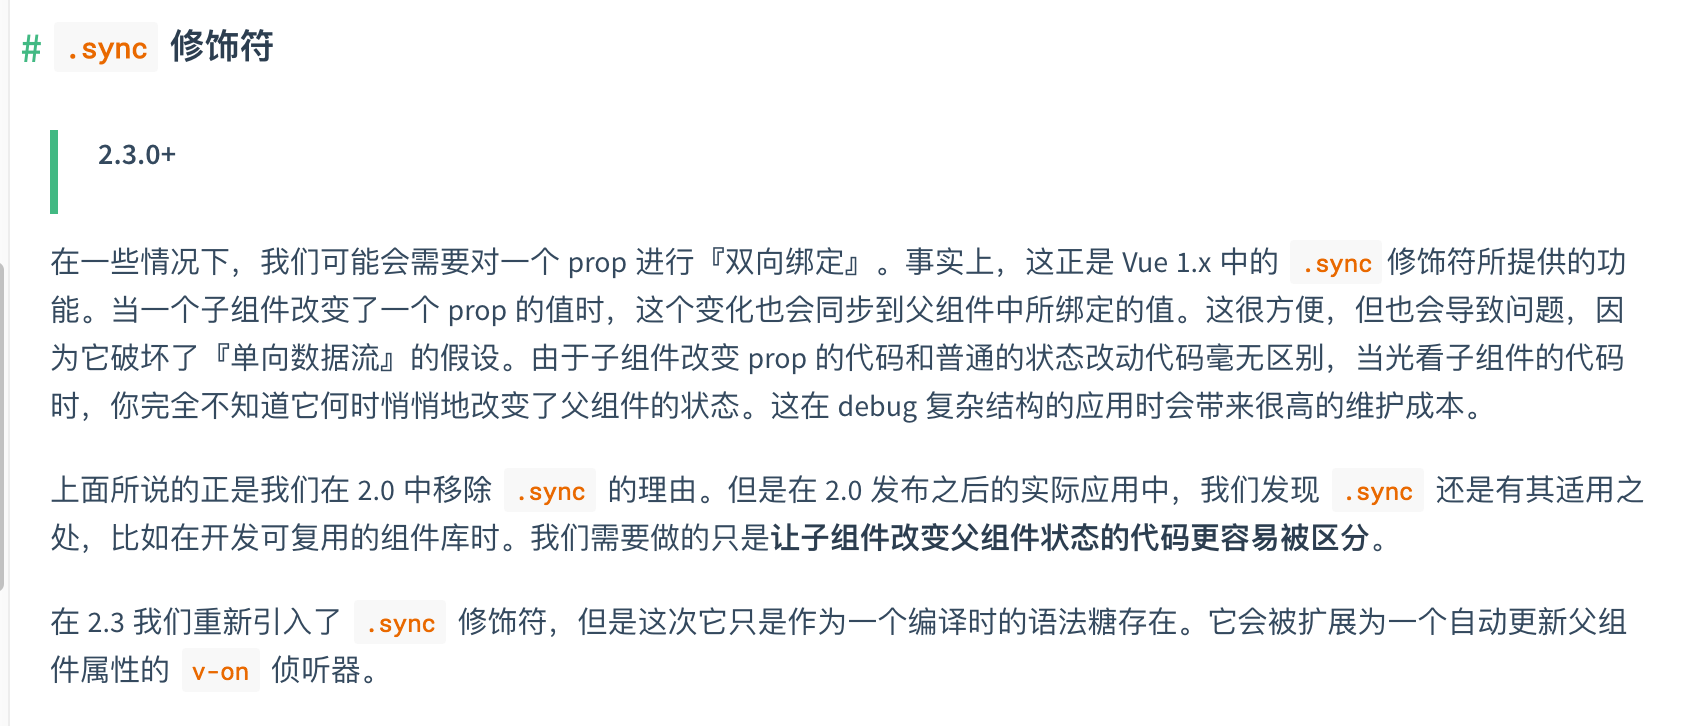 # .sync 修饰符
2.3.0+
在一些情况下，我们可能会需要对一个 prop 进行『双向绑定』。事实上，这正是 Vue 1.x 中的 .sync 修饰符所提供的功
能。当一个子组件改变了一个 prop 的值时，这个变化也会同步到父组件中所绑定的值。这很方便，但也会导致问题，因
为它破坏了『单向数据流』的假设。由于子组件改变 prop 的代码和普通的状态改动代码毫无区别，当光看子组件的代码
时，你完全不知道它何时悄悄地改变了父组件的状态。这在 debug 复杂结构的应用时会带来很高的维护成本。
上面所说的正是我们在 2.0 中移除 .sync 的理由。但是在 2.0 发布之后的实际应用中，我们发现 .sync 还是有其适用之
处，比如在开发可复用的组件库时。我们需要做的只是让子组件改变父组件状态的代码更容易被区分。
在 2.3 我们重新引入了 .sync 修饰符，但是这次它只是作为一个编译时的语法糖存在。它会被扩展为一个自动更新父组
件属性的 v-on 侦听器。